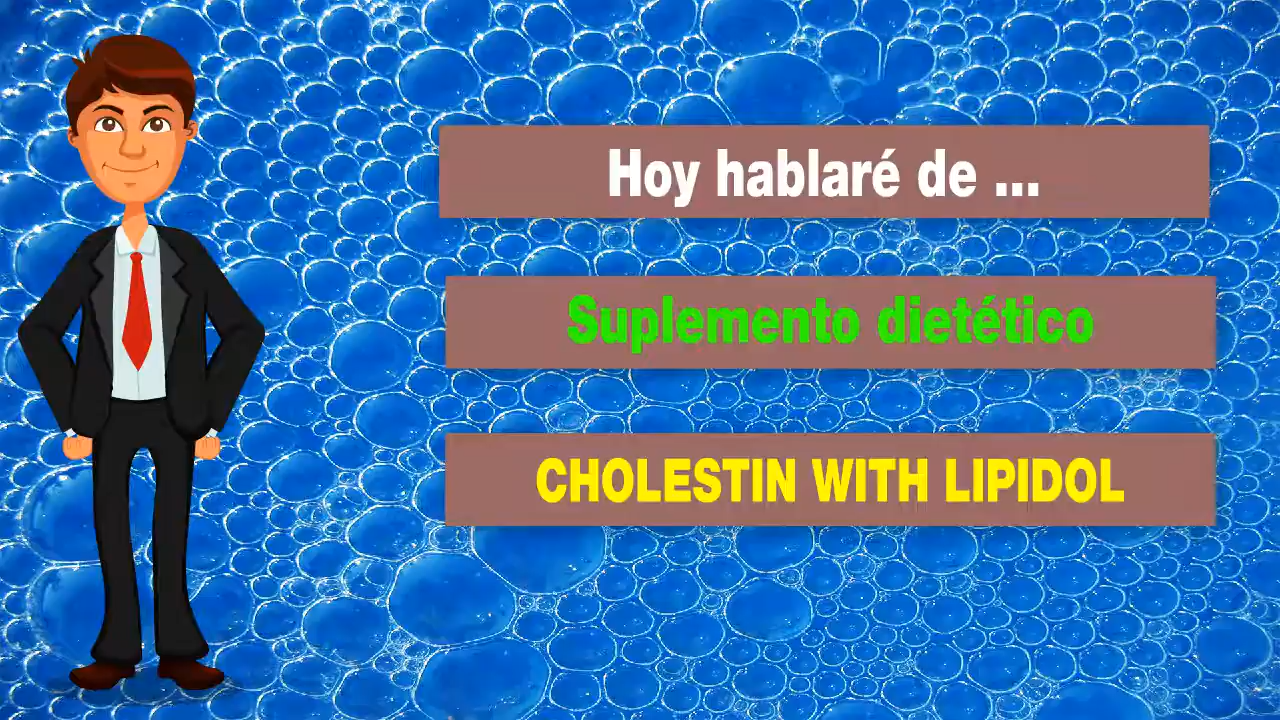 Hoy hablaré de ...
Suplemento dietético
CHOLESTIN WITH LIPIDOL